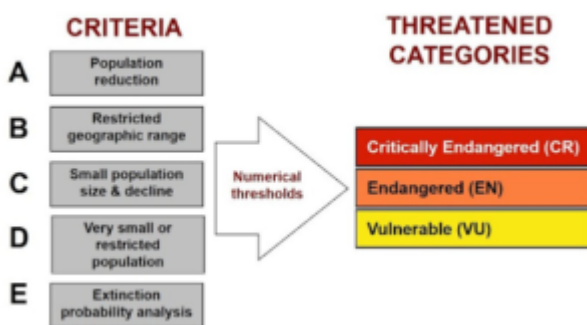 CRITERIA
THREATENED
CATEGORIES
A
Population
reduction
B
Restricted
geographic range
C
Small population
size & decline
D
Very small or
restricted
population
E
Extinction
probability analysis
Numerical
thresholds
Critically Endangered (CR)
Endangered (EN)
Vulnerable (VU)